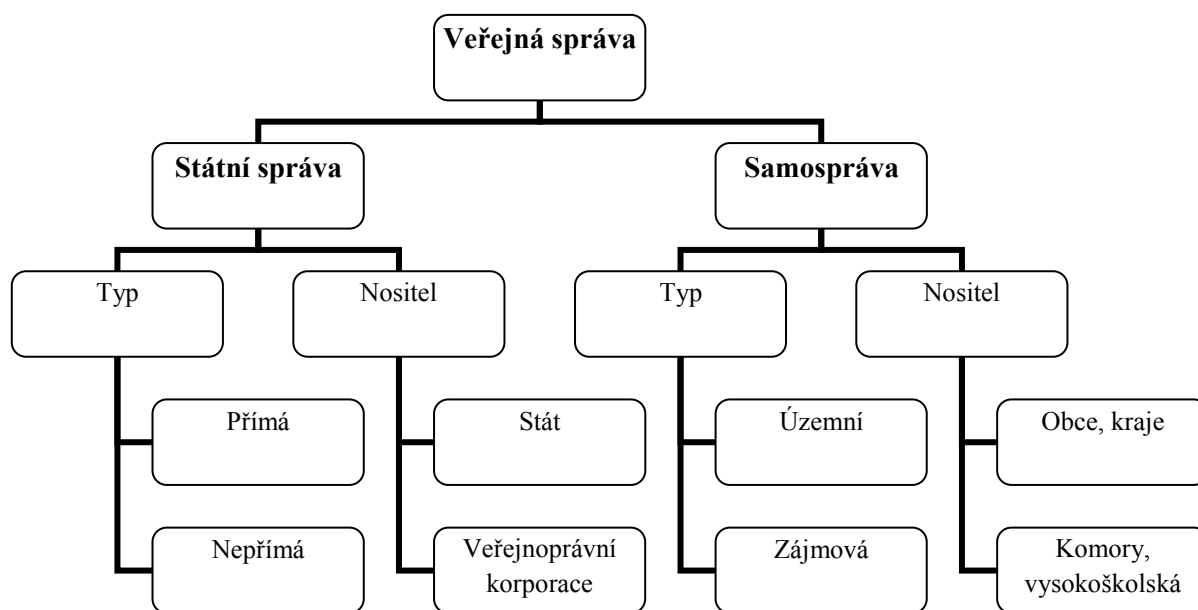 Veřejná správa
Státní správa
Samospráva
Typ
Nositel
Typ
Nositel
Přímá
Stát
Územní
Obce, kraje
Nepřímá
Veřejnoprávní
korporace
Zájmová
Komory,
vysokoškolská